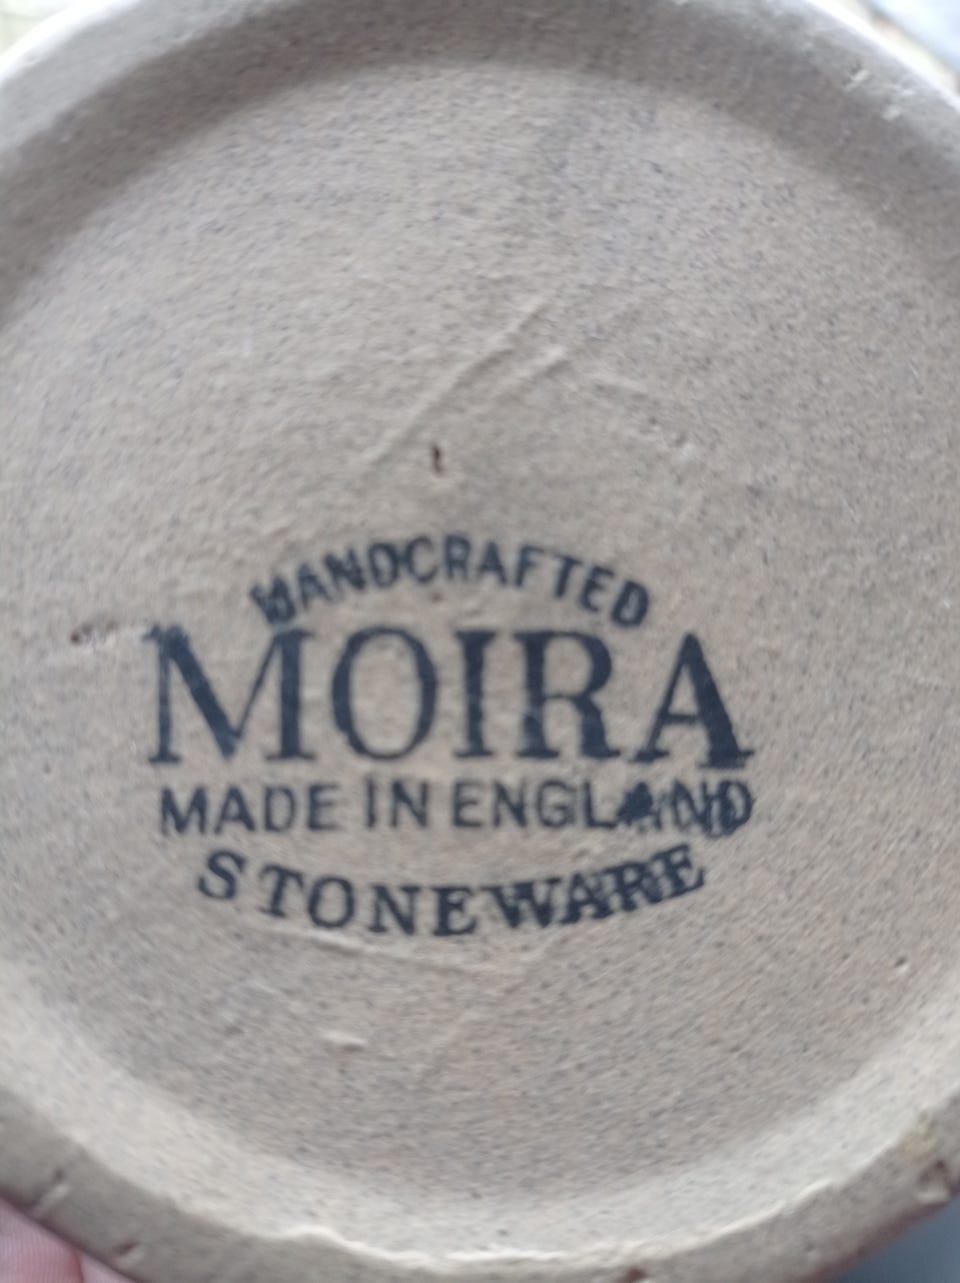 HANDCRAFTED
MOIRA
MADE IN ENGLAND
STONEWARE